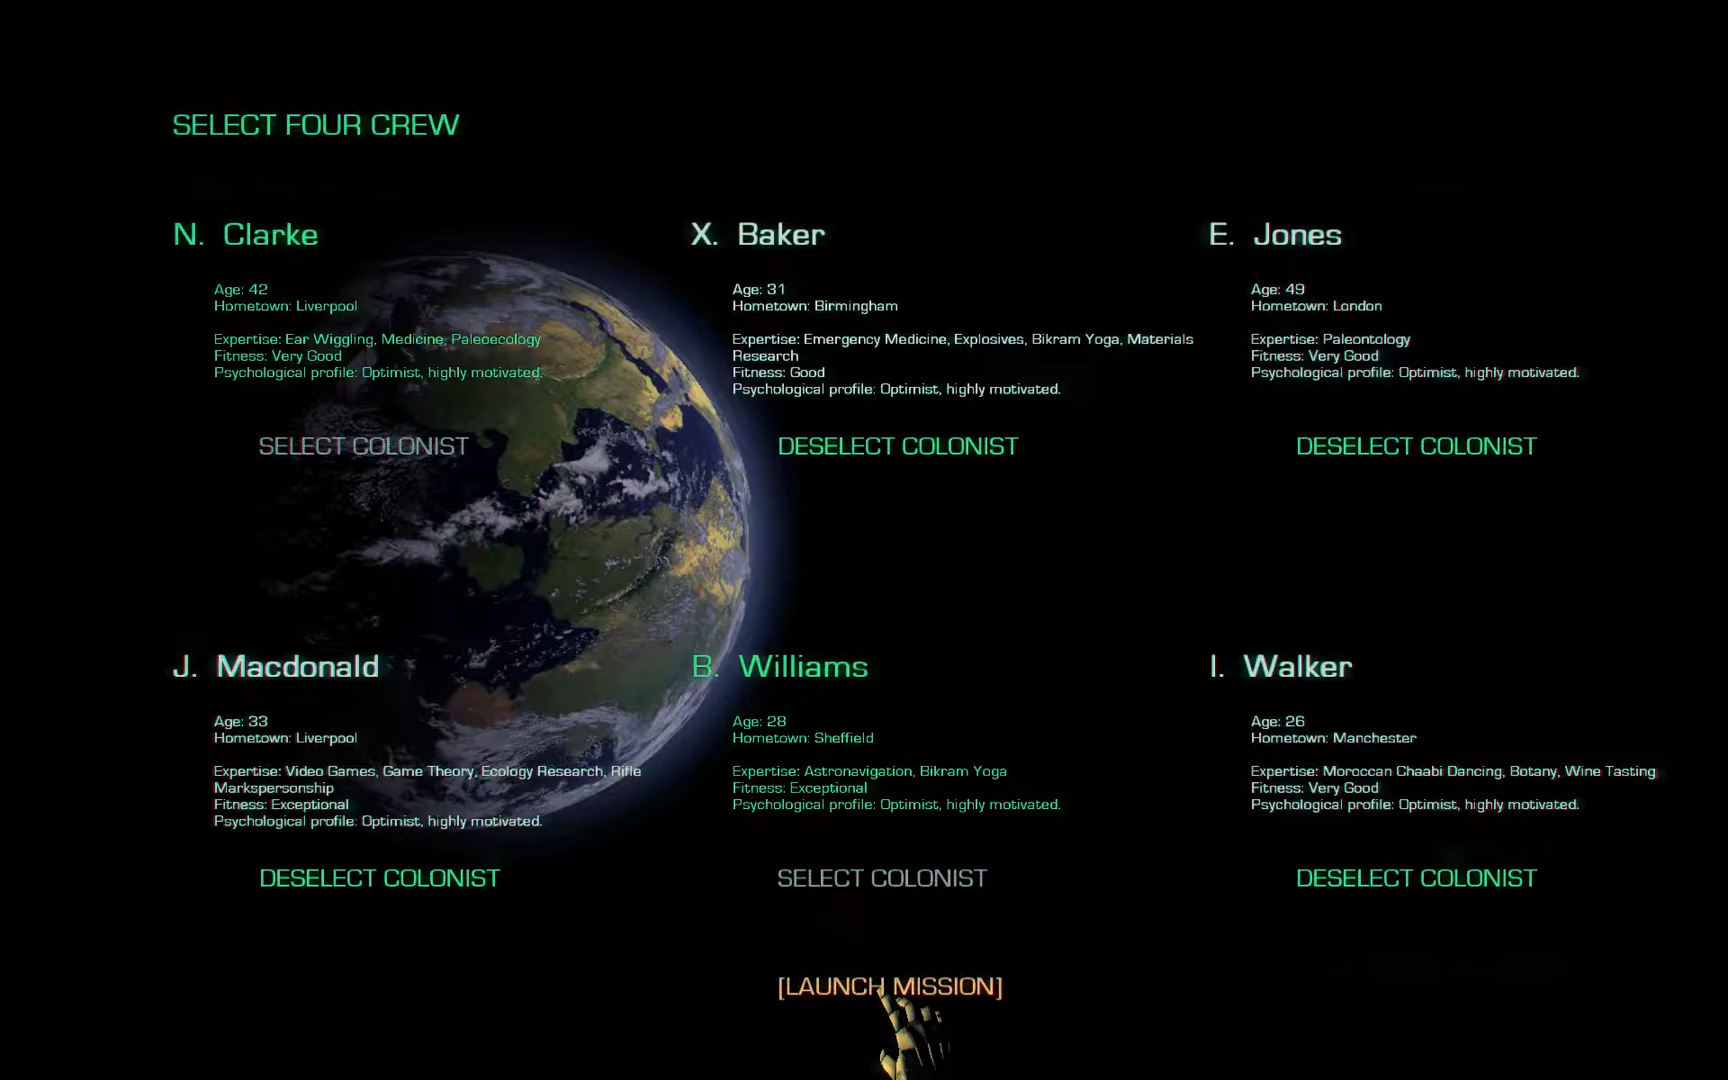 SELECT FOUR CREW
N. Clarke
Age: 42
Hometown: Liverpool
Expertise: Ear Wiggling, Medicine, Paleoecology
Fitness: Very Good
Psychological profile: Optimist, highly motivated.
SELECT COLONIST
X. Baker
Age: 31
Hometown: Birmingham
Expertise: Emergency Medicine, Explosives, Bikram Yoga, Materials
Research
Fitness: Good
Psychological profile: Optimist, highly motivated.
DESELECT COLONIST
E. Jones
Age: 49
Hometown: London
Expertise: Paleontology
Fitness: Very Good
Psychological profile: Optimist, highly motivated.
DESELECT COLONIST
J. Macdonald
Age: 33
Hometown: Liverpool
Expertise: Video Games, Game Theory, Ecology Research, Rifle
Markspersonship
Fitness: Exceptional
Psychological profile: Optimist, highly motivated.
DESELECT COLONIST
B. Williams
Age: 28
Hometown: Sheffield
Expertise: Astronavigation, Bikram Yoga
Fitness: Exceptional
Psychological profile: Optimist, highly motivated.
SELECT COLONIST
I. Walker
Age: 26
Hometown: Manchester
Expertise: Moroccan Chaabi Dancing, Botany, Wine Tasting
Fitness: Very Good
Psychological profile: Optimist, highly motivated.
DESELECT COLONIST
[LAUNCH MISSION]